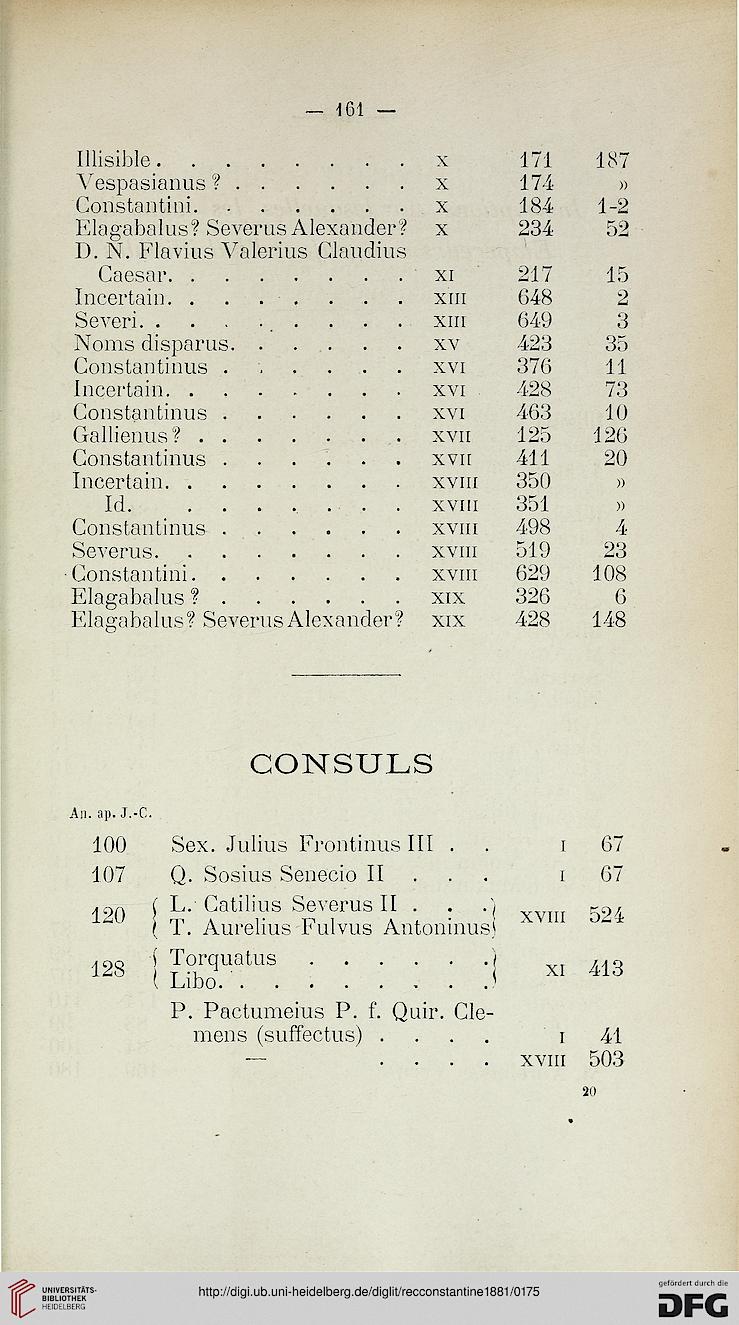 — 161 —
Illisible. . . . . . . . X 171 187
Vespasianus ? . . . . . . X 174 »
Constantini. . . . . . . X 184 1-2
Elagabalus? Severus Alexander? X 234 52
D. N. Flavius Valerius Claudius
Caesar. . . . . . . . XI 217 15
Incertain. . . . . . . . XIII 648 2
Severi. . . . . . . . XIII 649 3
Noms disparus. . . . . . XV 423 35
Constantinus . . . . . . XVI 376 11
Incertain. . . . . . . . XVI 428 73
Constantinus . . . . . . XVI 463 10
Gallienus? . . . . . . . XVII 125 126
Constantinus . . . . . . XVII 411 20
Incertain. . . . . . . . XVIII 350 »
Id. . . . . . . . XVIII 351 »
Constantinus . . . . . . XVIII 498 4
Severus. . . . . . . . XVIII 519 23
Constantini. . . . . . . XVIII 629 108
Elagabalus ? . . . . . . XIX 326 6
Elagabalus? Severus Alexander? XIX 428 148
CONSULS
An. ap. J.-C.
100 Sex. Julius Frontinus III . . I 67
107 Q. Sosius Senecio II . . . I 67
120 { L. Catilius Severus II . . . } XVIII 524
{ T. Aurelius Fulvus Antoninus }
128 { Torquatus . . . . . . } XI 413
{ Libo. . . . . . . . . }
P. Pactumeius P. f. Quir. Cle-
mens (suffectus) . . . . I 41
— . . . . XVIII 503
20
UNIVERSITÄTS-
BIBLIOTHEK
HEIDELBERG
http://digi.ub.uni-heidelberg.de/diglit/recconstantine1881/0175
gefördert durch die
DFG